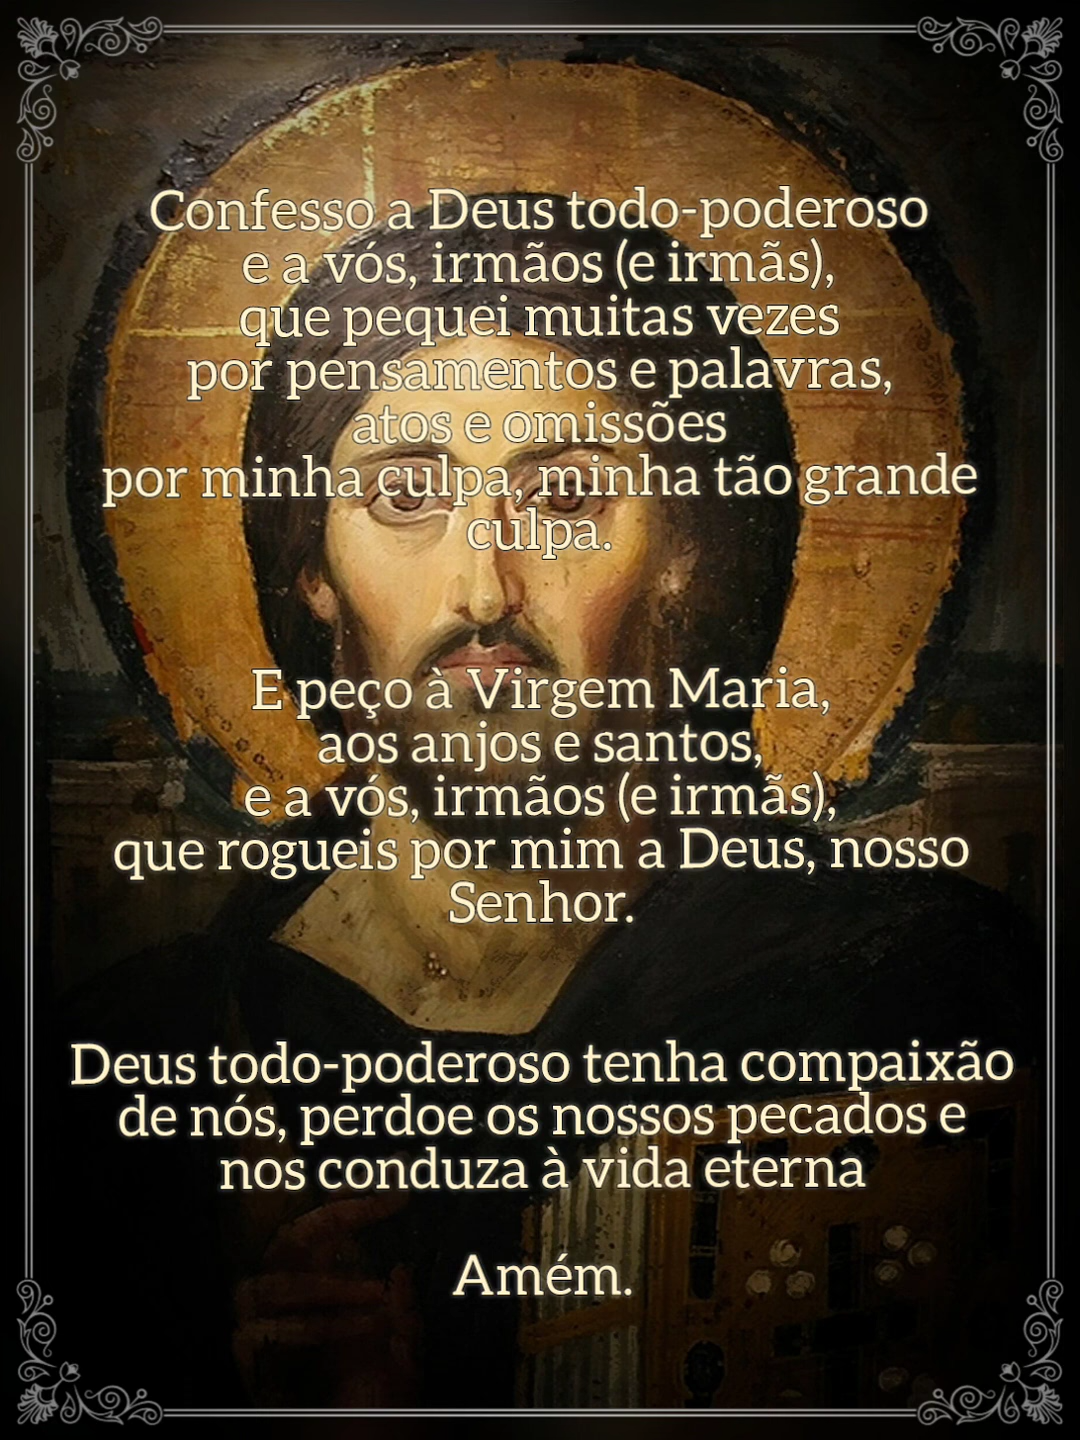 Confesso a Deus todo-poderoso
e a vós, irmãos (e irmãs),
que pequei muitas vezes
por pensamentos e palavras,
atos e omissões
por minha culpa, minha tão grande
culpa.
E peço à Virgem Maria,
aos anjos e santos,
e a vós, irmãos (e irmãs),
que rogueis por mim a Deus, nosso
Senhor.
Deus todo-poderoso tenha compaixão
de nós, perdoe os nossos pecados e
nos conduza à vida eterna
Amém.